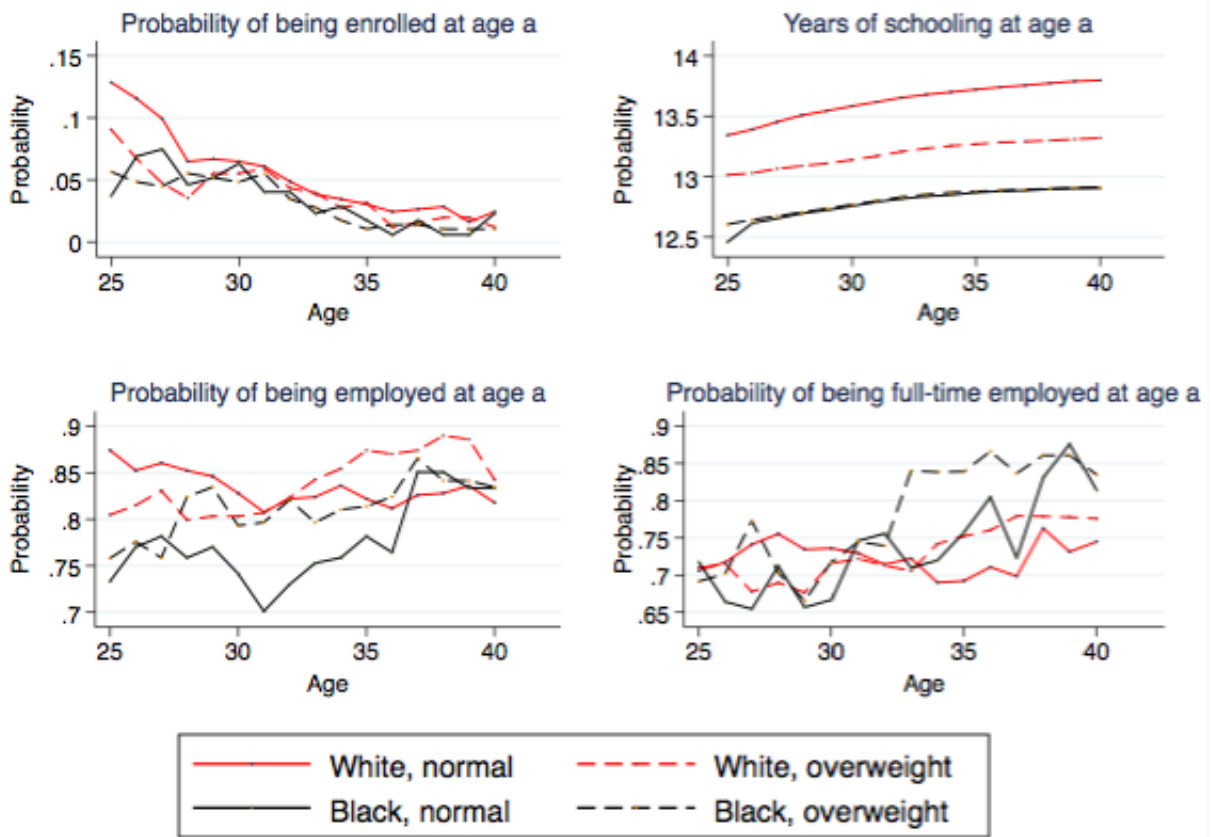 Probability of being enrolled at age a
Probability
.15
.1
.05
0
25 30 35 40
Age
Years of schooling at age a
Probability
14
13.5
13
12.5
25 30 35 40
Age
Probability of being employed at age a
Probability
.9
.85
.8
.75
.7
25 30 35 40
Age
Probability of being full-time employed at age a
Probability
.9
.85
.8
.75
.7
.65
25 30 35 40
Age
White, normal White, overweight
Black, normal Black, overweight